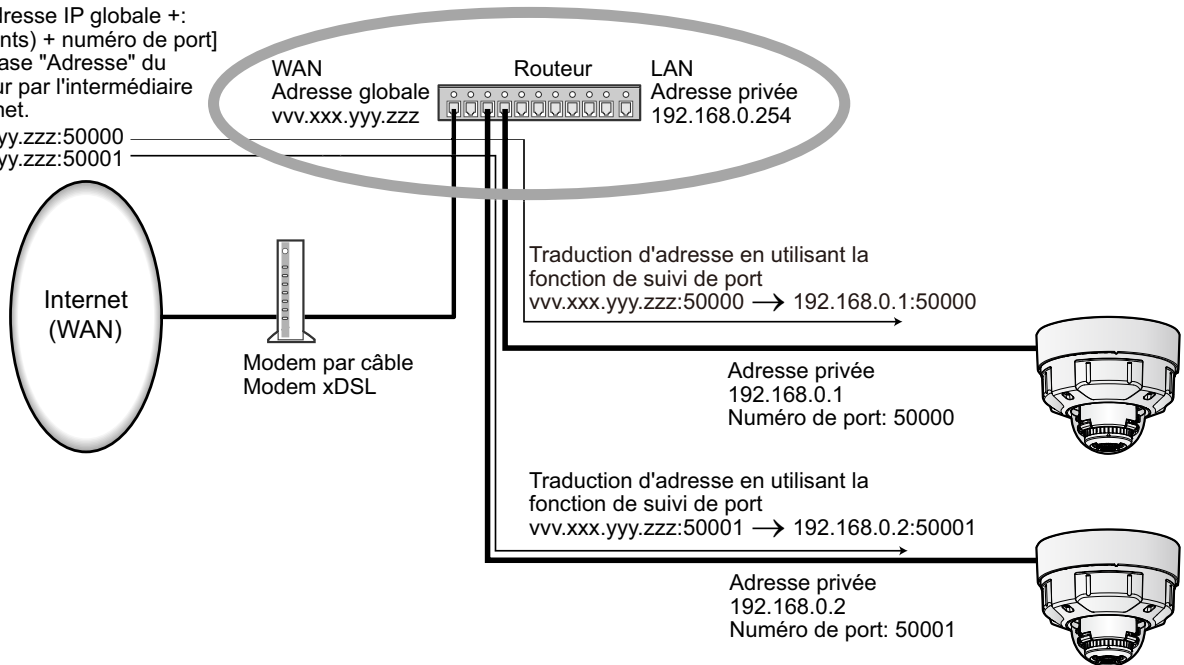 dresse IP globale +:
nts) + numéro de port]
ase "Adresse" du
ur par l'intermédiaire
net.
yy.zzz:50000
yy.zzz:50001
WAN
Adresse globale
vvv.xxx.yyy.zzz
Routeur
LAN
Adresse privée
192.168.0.254
Internet
(WAN)
Modem par câble
Modem xDSL
Traduction d'adresse en utilisant la
fonction de suivi de port
vvv.xxx.yyy.zzz:50000 → 192.168.0.1:50000
Adresse privée
192.168.0.1
Numéro de port: 50000
Traduction d'adresse en utilisant la
fonction de suivi de port
vvv.xxx.yyy.zzz:50001 → 192.168.0.2:50001
Adresse privée
192.168.0.2
Numéro de port: 50001